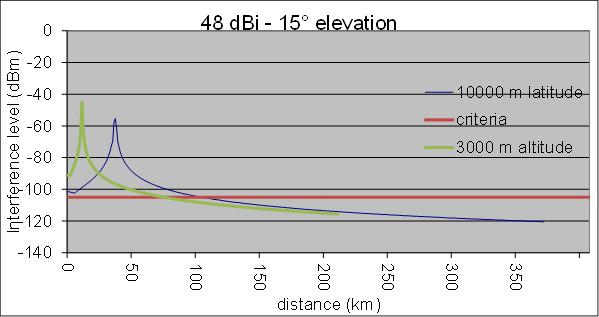 48 dBi - 15° elevation
Interference level (dBm)
0
-20
-40
-60
-80
-100
-120
-140
10000 m latitude
criteria
3000 m altitude
0
50
100
150
200
250
300
350
distance (km)